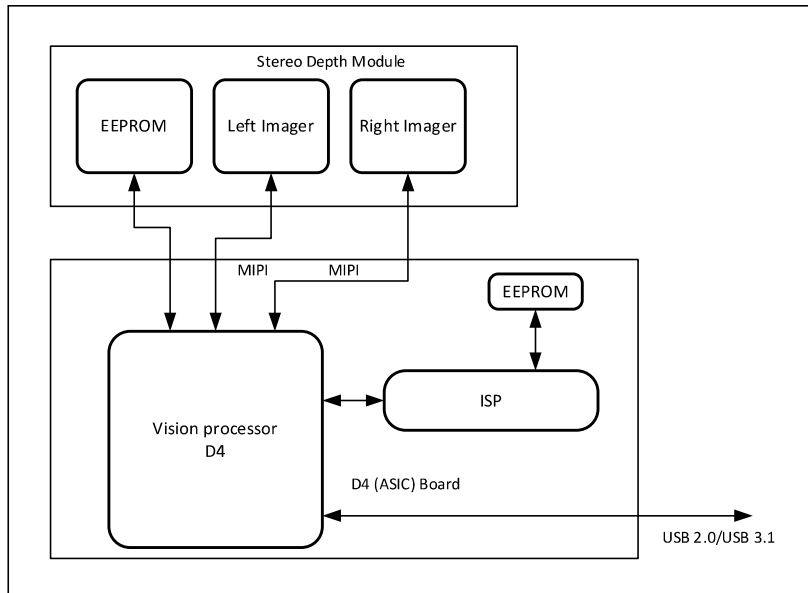 Stereo Depth Module
EEPROM
Left Imager
Right Imager
MIPI
MIPI
EEPROM
ISP
Vision processor
D4
D4 (ASIC) Board
USB 2.0/USB 3.1